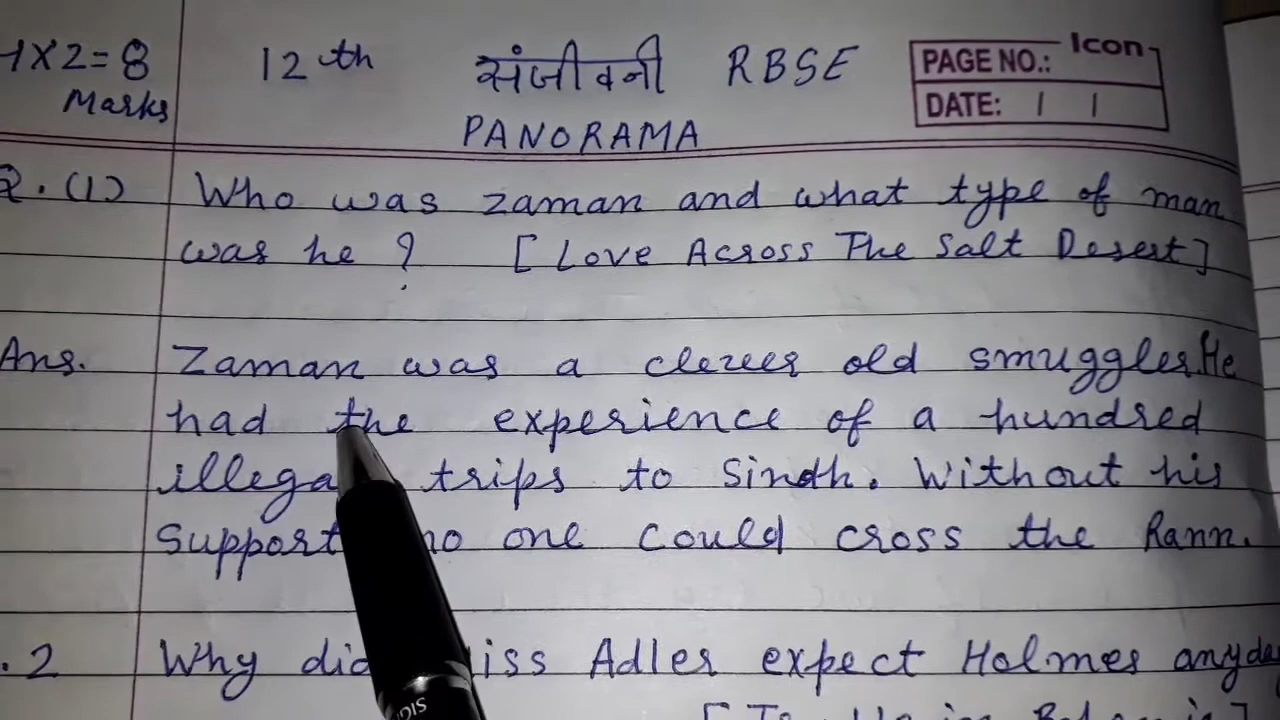 1X2=8 12th संजीवनी RBSE Icon
Marks PAGE NO.:
PANORAMA DATE: | |
Q.(1) Who was zaman and what type of man
was he ? [Love Across The Salt Desert]
Ans. Zaman was a clever old smuggler. He
had the experience of a hundred
illega trips to Sindh. Without his
Support no one could cross the Rann.
.2 Why did iss Adler expect Holmes anyda